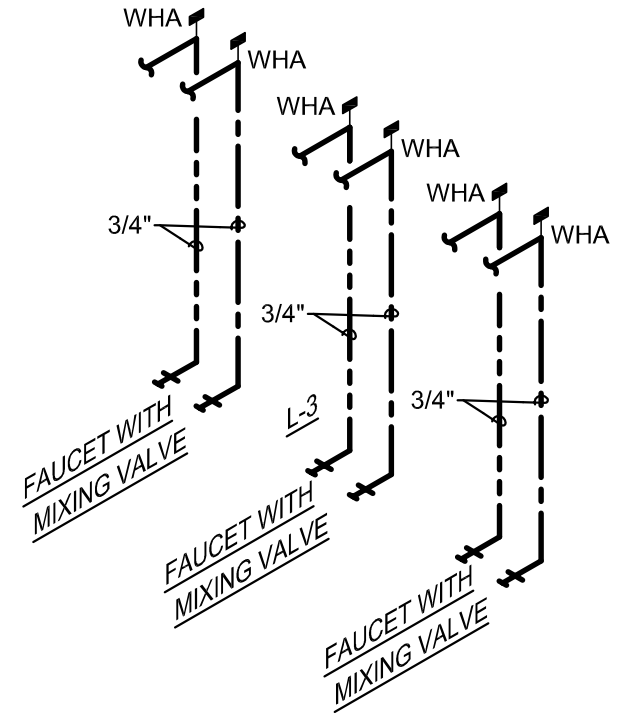 WHA
WHA
WHA
WHA
WHA
WHA
3/4"
3/4"
3/4"
L-3
FAUCET WITH
MIXING VALVE
FAUCET WITH
MIXING VALVE
FAUCET WITH
MIXING VALVE